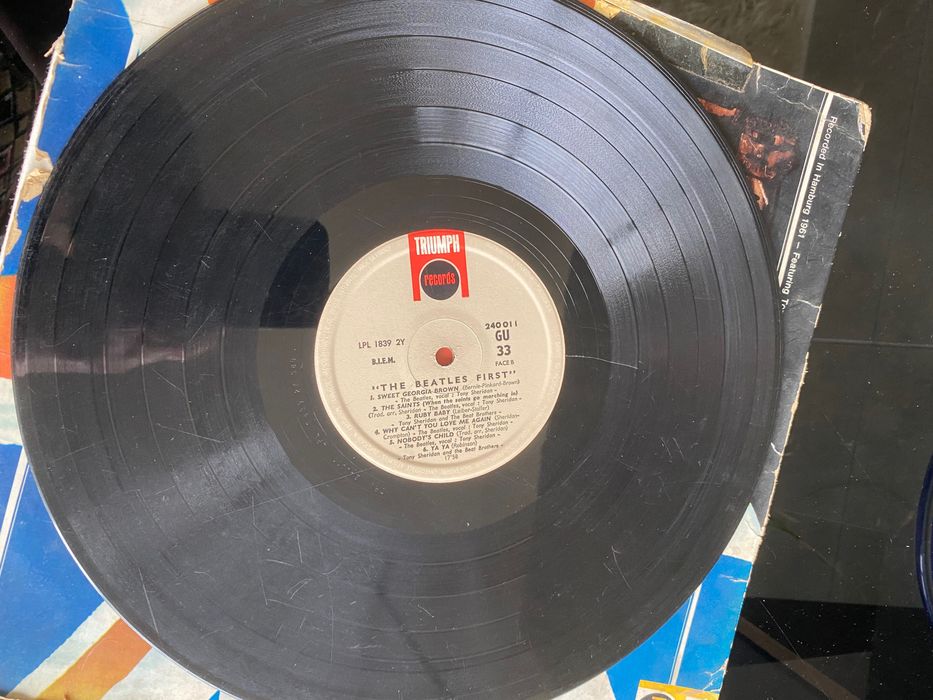 TRIUMPH
records
LPL 1839 2Y
B.I.E.M.
240011
GU
33
FACE B
"THE BEATLES FIRST"
1. SWEET GEORGIA-BROWN (Bernie-Pinkard-Brown)
- The Beatles, vocal : Tony Sheridan -
2. THE SAINTS (When the saints go marching in)
(Trad. arr. Sheridan - The Beatles, vocal : Tony Sheridan
3. RUBY BABY (Leiber-Stoller)
- Tony Sheridan and The Beat Brothers -
4. WHY CAN'T YOU LOVE ME AGAIN (Sheridan-
Crompton) - The Beatles, vocal : Tony Sheridan -
5. NOBODY'S CHILD (Trad. arr. Sheridan)
- The Beatles, vocal : Tony Sheridan -
6. YA YA (Robinson)
- Tony Sheridan and the Beat Brothers -
17'58
Recorded In Hamburg 1961 - Featuring